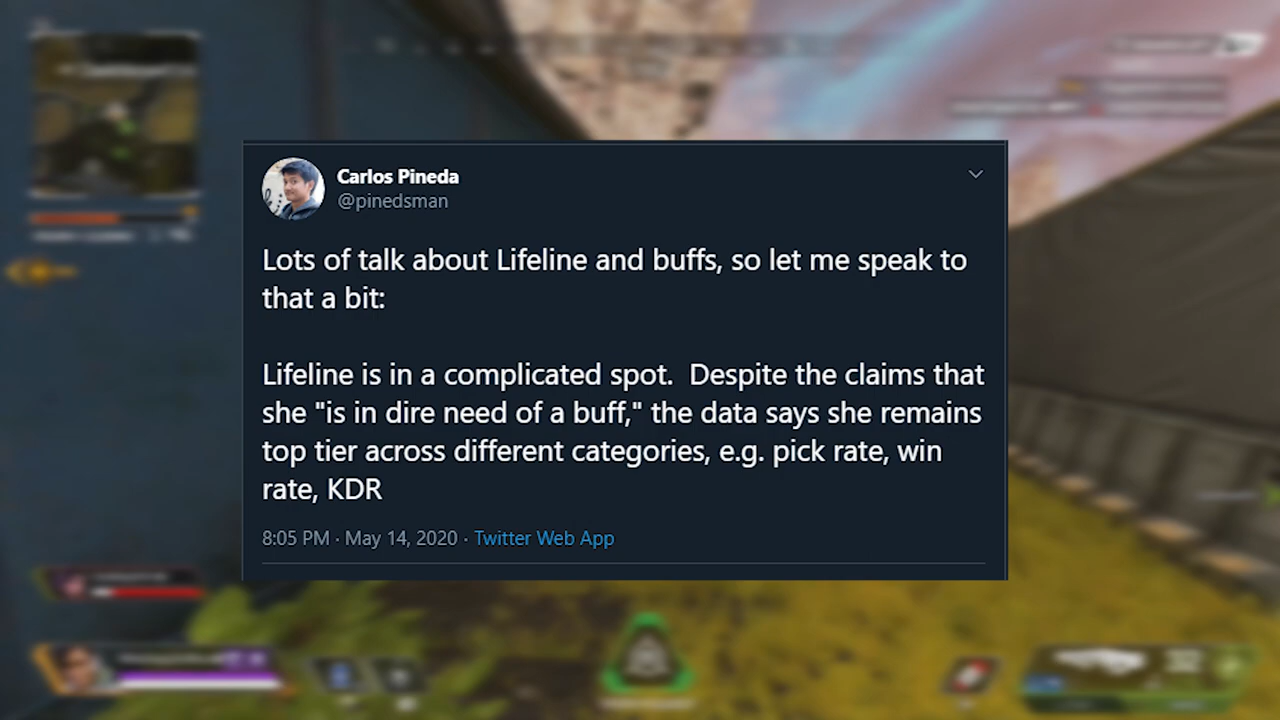 Carlos Pineda
@pinedsman
Lots of talk about Lifeline and buffs, so let me speak to
that a bit:
Lifeline is in a complicated spot.  Despite the claims that
she "is in dire need of a buff," the data says she remains
top tier across different categories, e.g. pick rate, win
rate, KDR
8:05 PM · May 14, 2020 · Twitter Web App